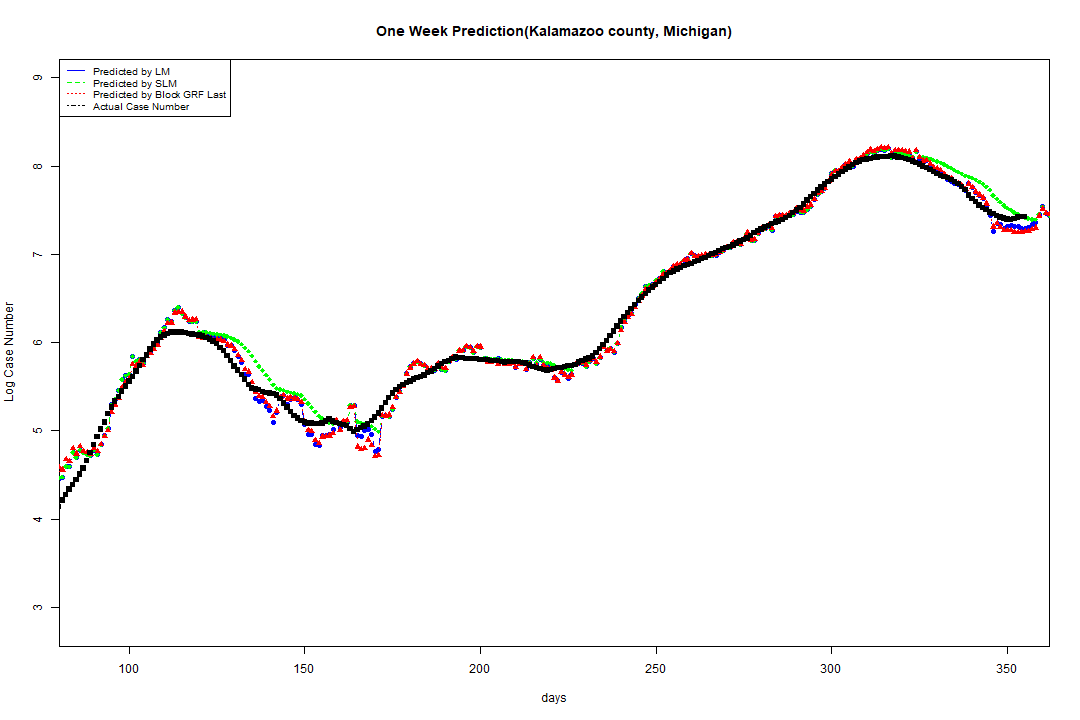 One Week Prediction(Kalamazoo county, Michigan)
Predicted by LM
Predicted by SLM
Predicted by Block GRF Last
Actual Case Number
9
8
7
6
5
4
3
Log Case Number
100 150 200 250 300 350
days